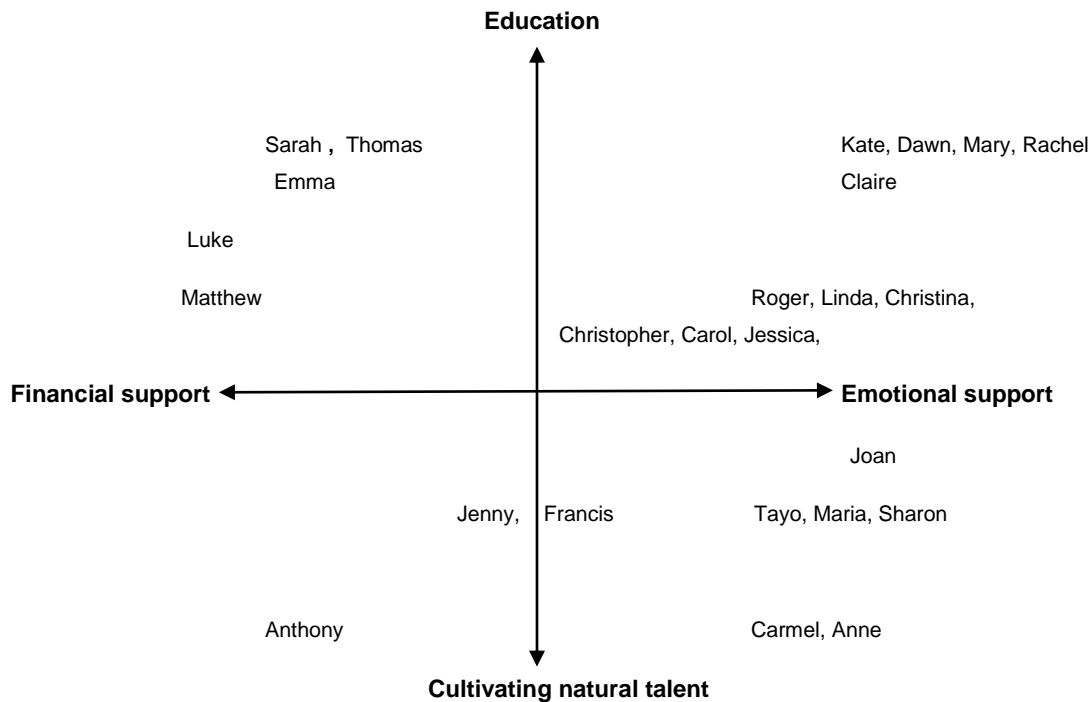 Education
Sarah , Thomas Kate, Dawn, Mary, Rachel
Emma Claire
Luke
Matthew Roger, Linda, Christina,
Christopher, Carol, Jessica,
Financial support Emotional support
Joan
Jenny, Francis Tayo, Maria, Sharon
Anthony Carmel, Anne
Cultivating natural talent